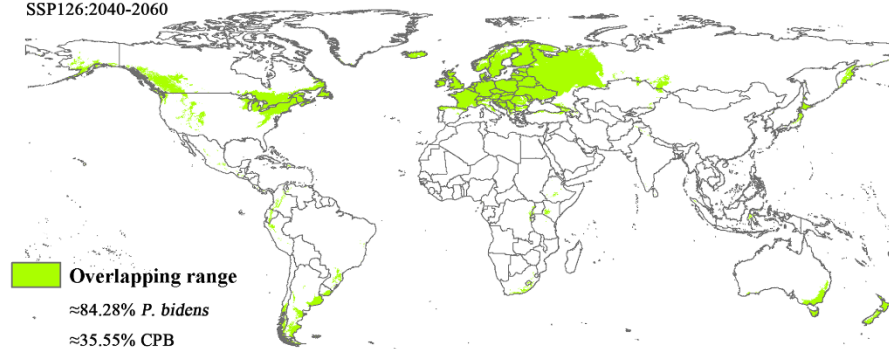 SSP126:2040-2060
Overlapping range
≈84.28% P. bidens
≈35.55% CPB